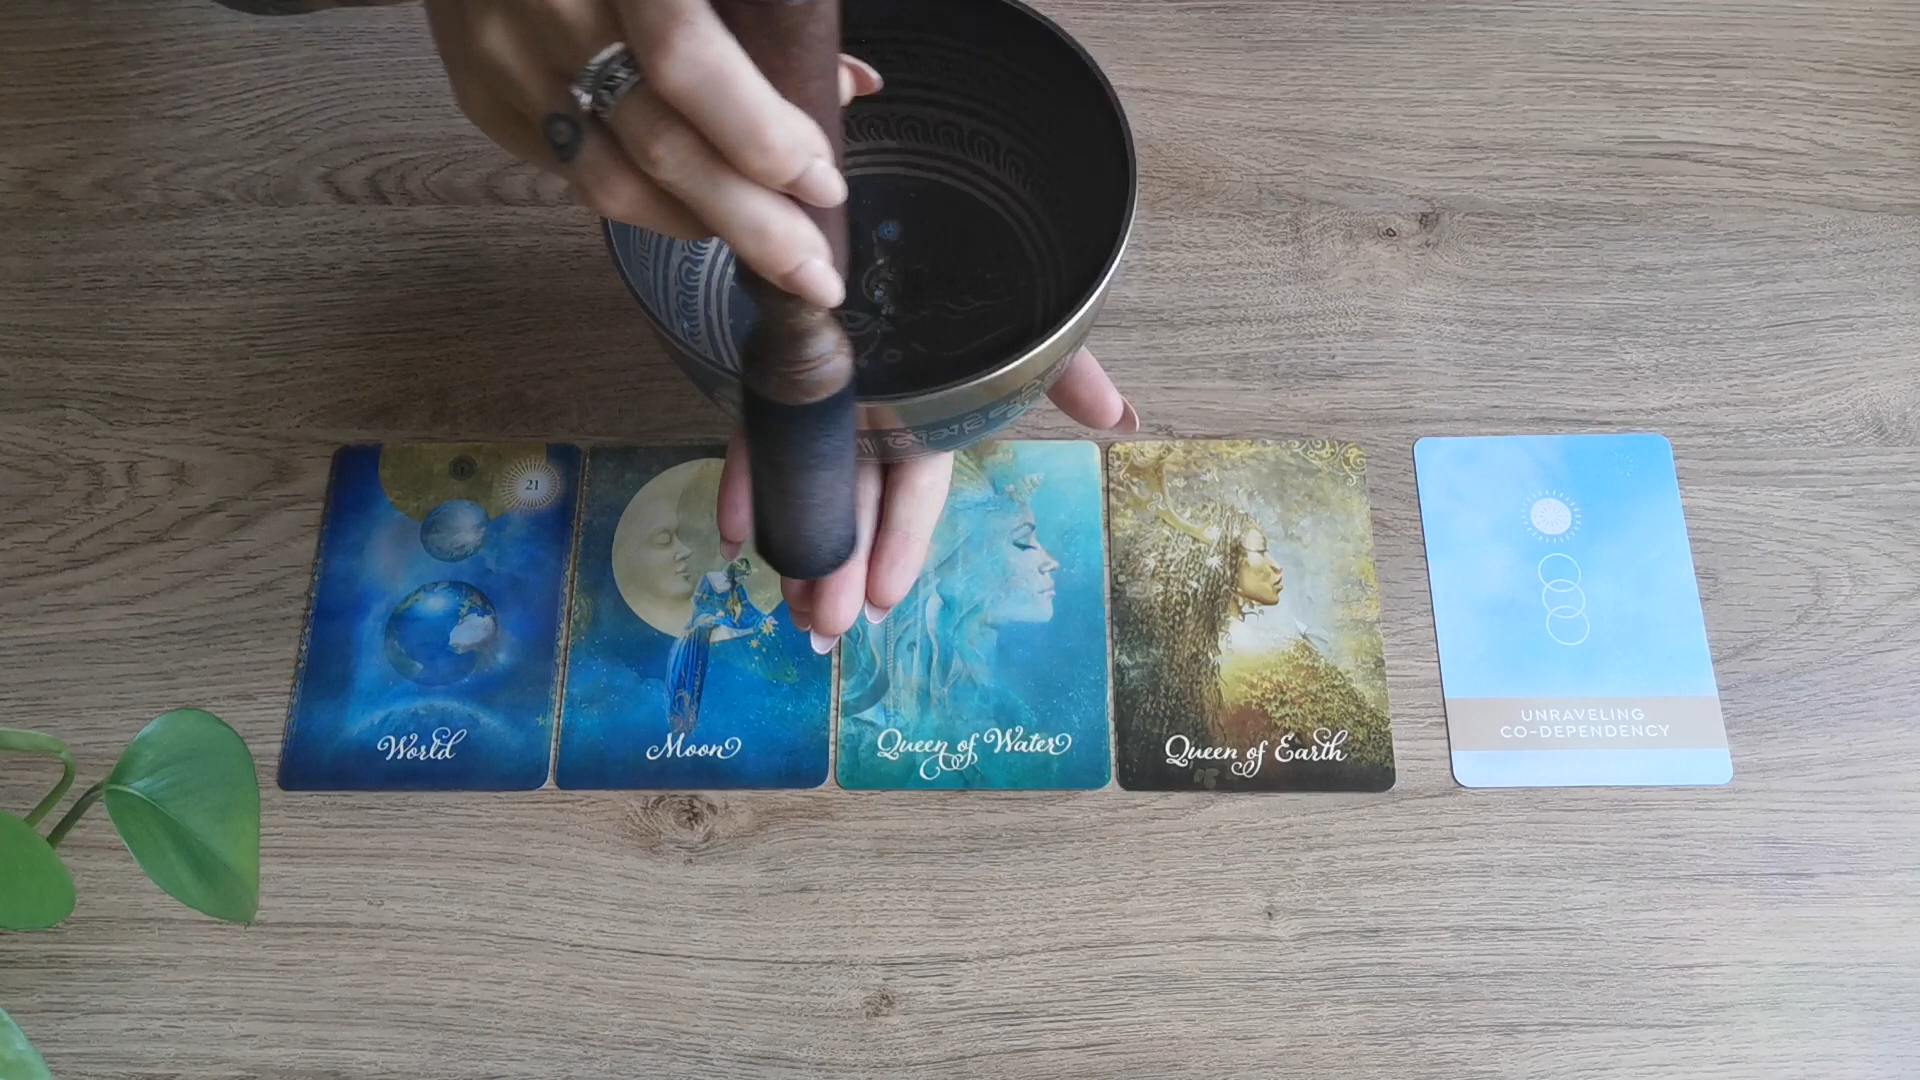 21
World
Moon
Queen of Water
Queen of Earth
UNRAVELING
CO-DEPENDENCY